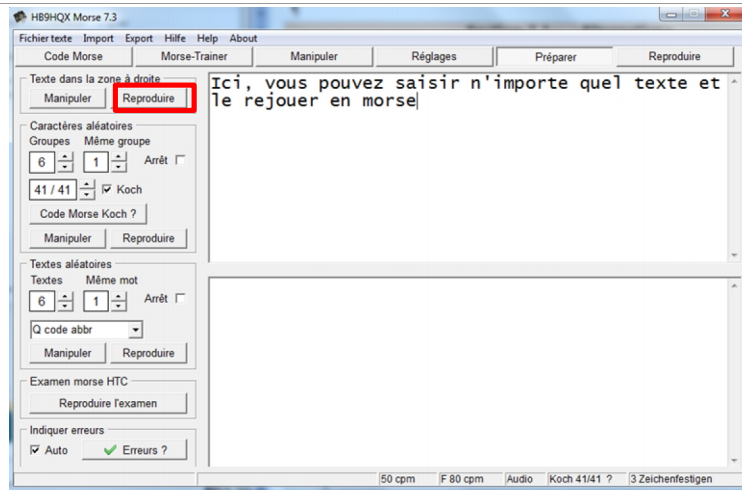 HB9HQX Morse 7.3
Fichier texte Import Export Hilfe Help About
Code Morse Morse-Trainer Manipuler Réglages Préparer Reproduire
Texte dans la zone à droite
Manipuler Reproduire
Ici, vous pouvez saisir n'importe quel texte et
le rejouer en morse
Caractères aléatoires
Groupes Même groupe
6 1 Arrêt
41 / 41 Koch
Code Morse Koch ?
Manipuler Reproduire
Textes aléatoires
Textes Même mot
6 1 Arrêt
Q code abbr
Manipuler Reproduire
Examen morse HTC
Reproduire l'examen
Indiquer erreurs
Auto Erreurs ?
50 cpm F 80 cpm Audio Koch 41/41 ? 3 Zeichenfestigen